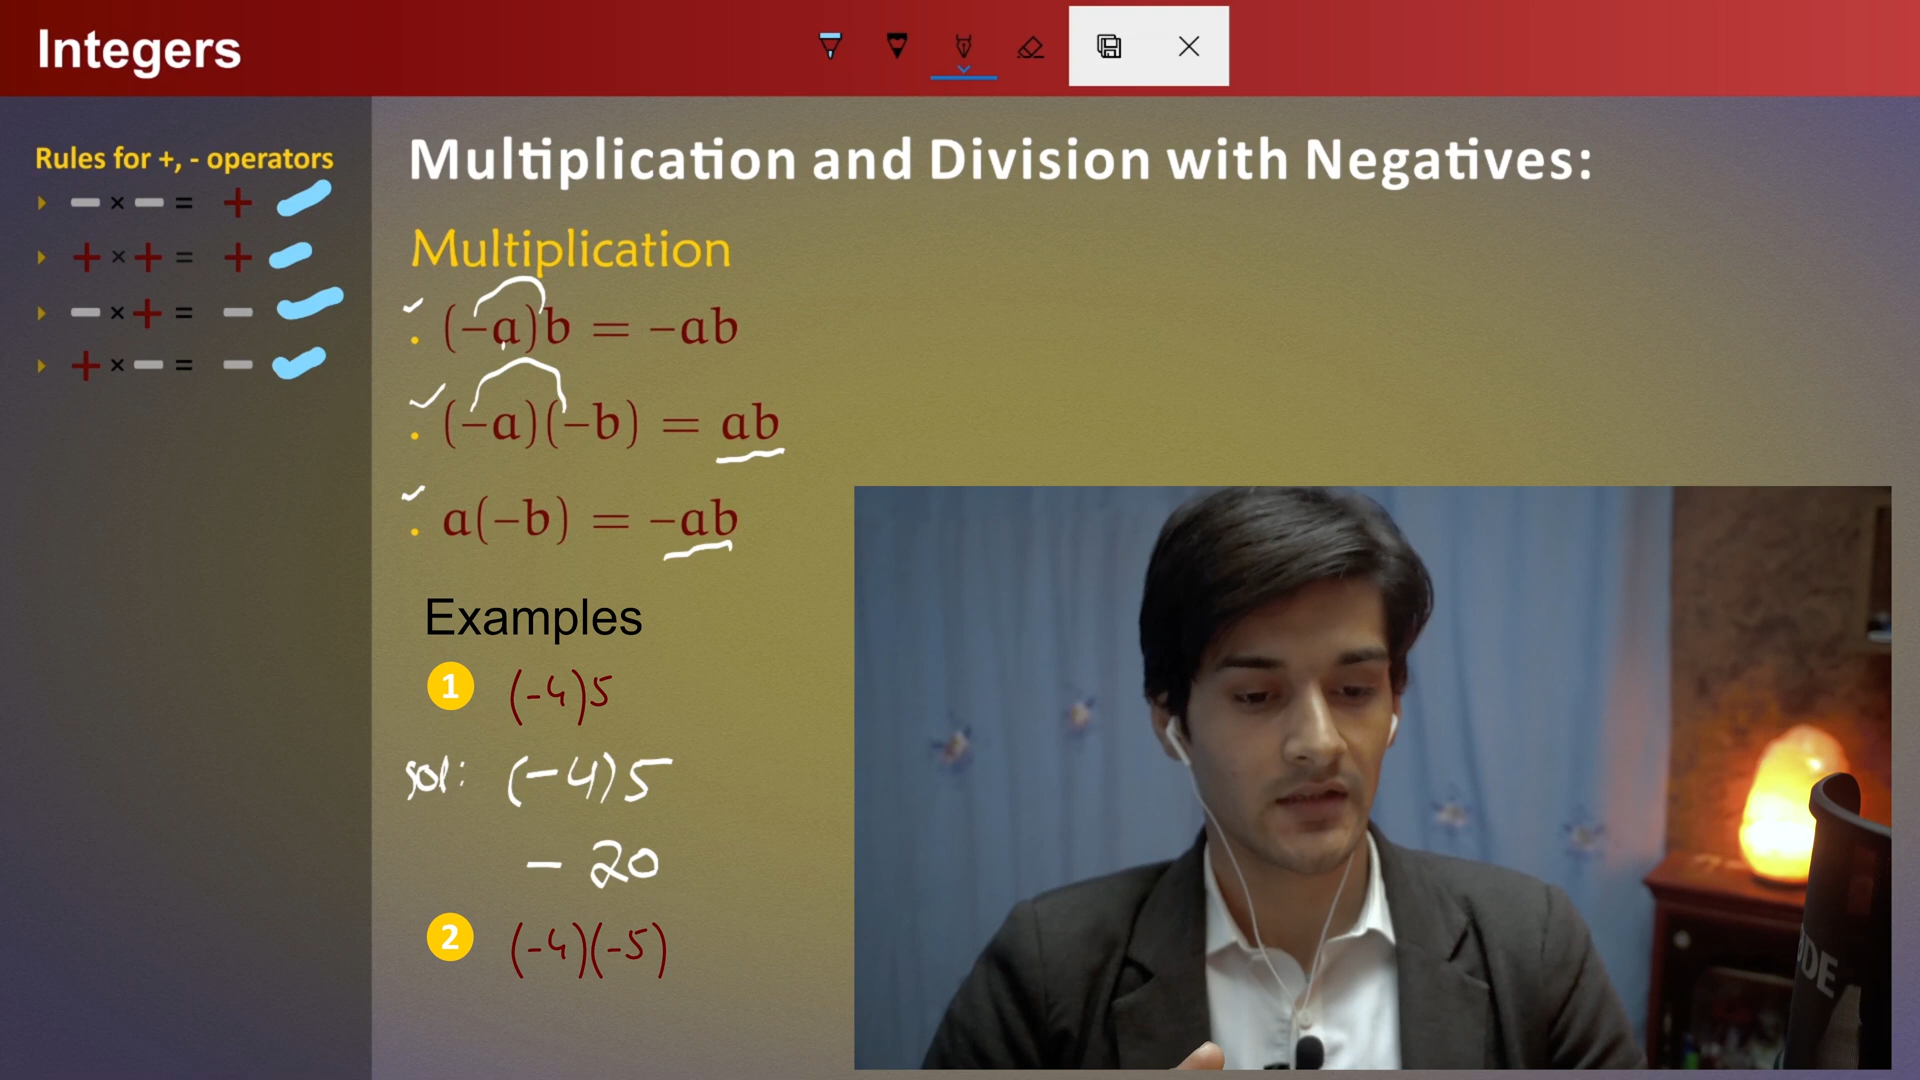 Integers
Rules for +, - operators
− × − = +
+ × + = +
− × + = −
+ × − = −
Multiplication and Division with Negatives:
Multiplication
(−a)b = −ab
(−a)(−b) = ab
a(−b) = −ab
Examples
1 (-4)5
sol: (-4)5
- 20
2 (-4)(-5)